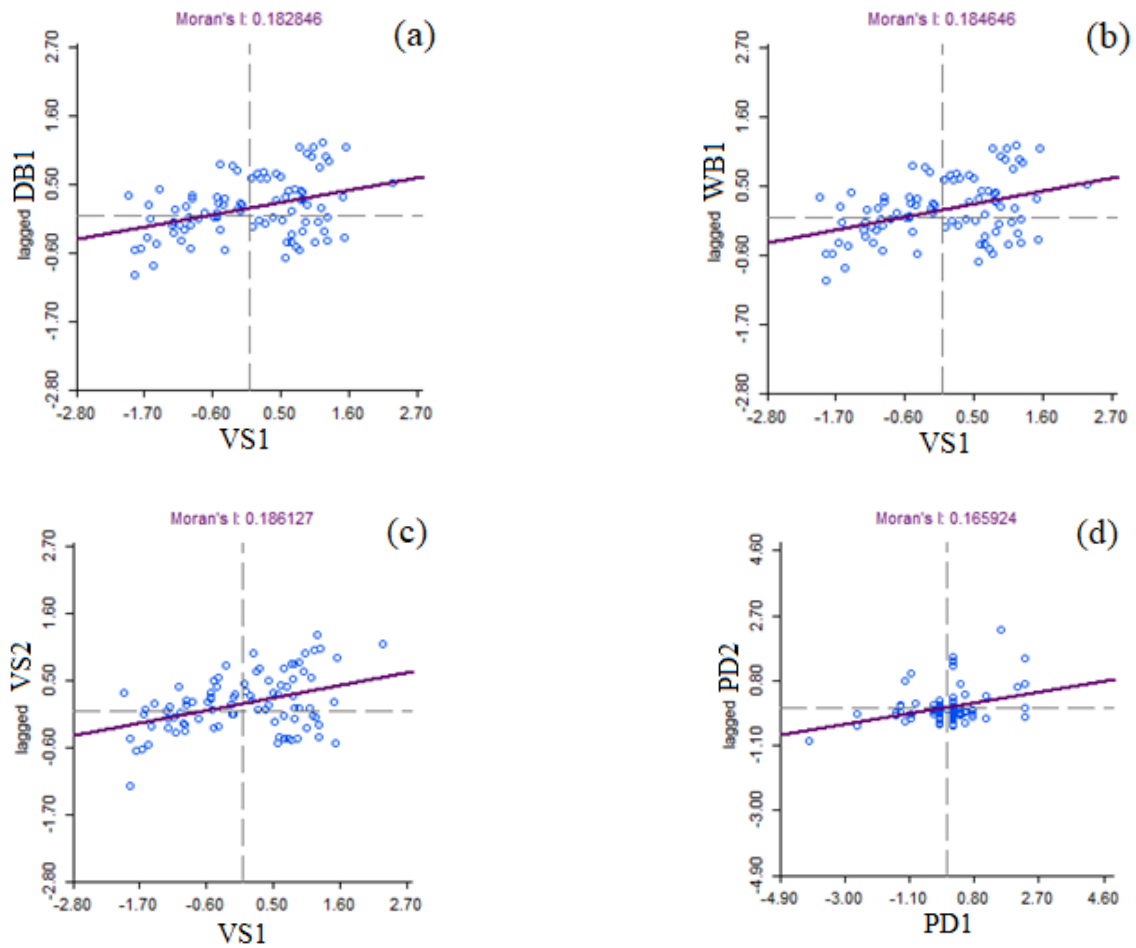 Moran's I: 0.182846
(a)
2.70
1.60
0.50
-0.60
-1.70
-2.80
lagged DB1
-2.80 -1.70 -0.60 0.50 1.60 2.70
VS1
Moran's I: 0.184646
(b)
2.70
1.60
0.50
-0.60
-1.70
-2.80
lagged WB1
-2.80 -1.70 -0.60 0.50 1.60 2.70
VS1
Moran's I: 0.186127
(c)
2.70
1.60
0.50
-0.60
-1.70
-2.80
lagged VS2
-2.80 -1.70 -0.60 0.50 1.60 2.70
VS1
Moran's I: 0.165924
(d)
4.60
2.70
0.80
-1.10
-3.00
-4.90
lagged PD2
-4.90 -3.00 -1.10 0.80 2.70 4.60
PD1